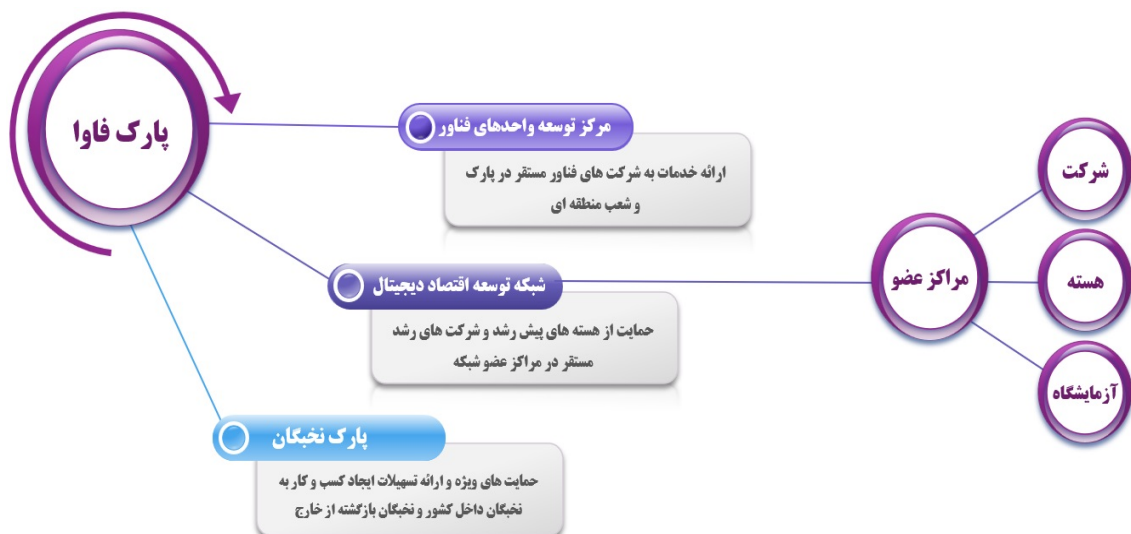 پارک فاوا
مرکز توسعه واحدهای فناور
ارائه خدمات به شرکت های فناور مستقر در پارک
و شعب منطقه ای
شبکه توسعه اقتصاد دیجیتال
حمایت از هسته های پیش رشد و شرکت های رشد
مستقر در مراکز عضو شبکه
مراکز عضو
شرکت
هسته
آزمایشگاه
پارک نخبگان
حمایت های ویژه و ارائه تسهیلات ایجاد کسب و کار به
نخبگان داخل کشور و نخبگان بازگشته از خارج